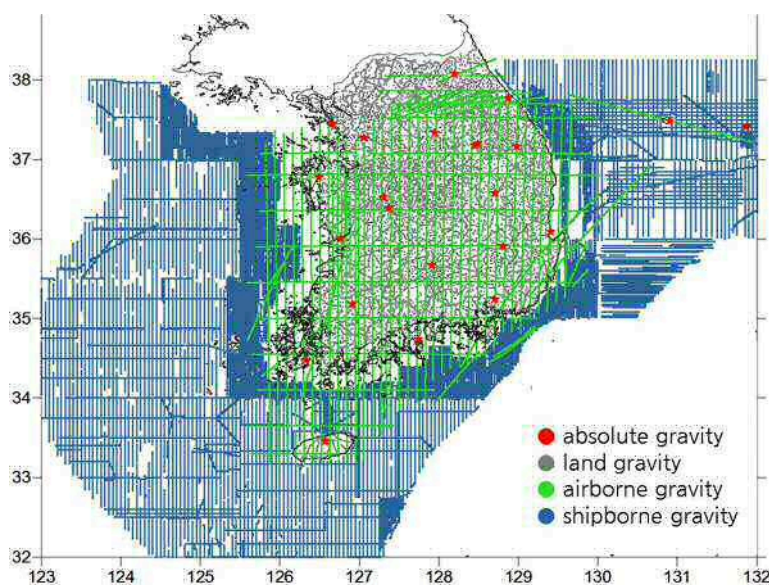 38
37
36
35
34
33
32
absolute gravity
land gravity
airborne gravity
shipborne gravity
123 124 125 126 127 128 129 130 131 132